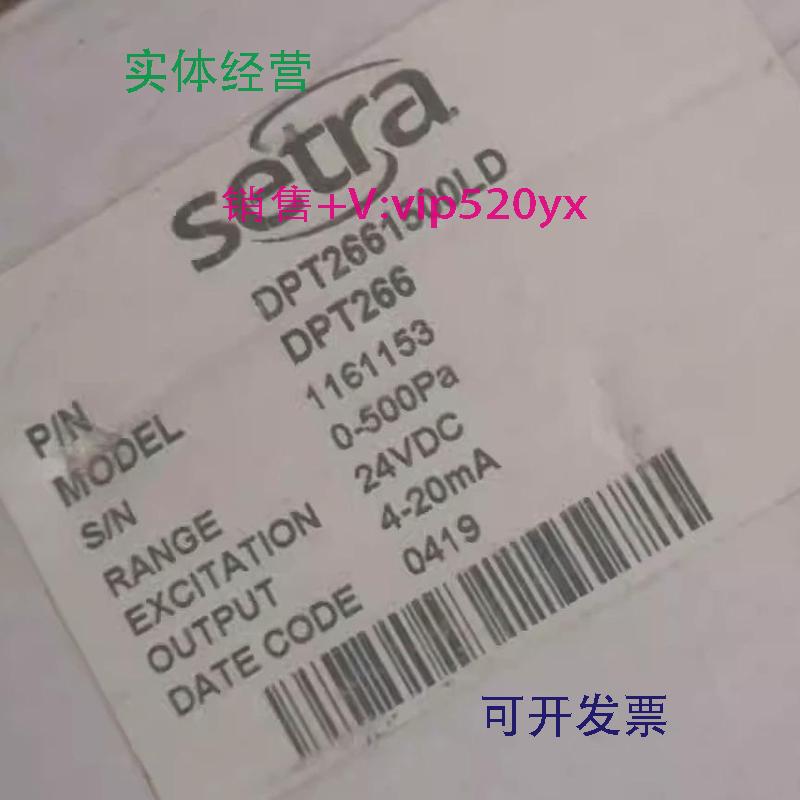 实体经营
setra
销售+V:vip520yx
P/N DPT2661500LD
MODEL DPT266
S/N 1161153
RANGE 0-500Pa
EXCITATION 24VDC
OUTPUT 4-20mA
DATE CODE 0419
可开发票